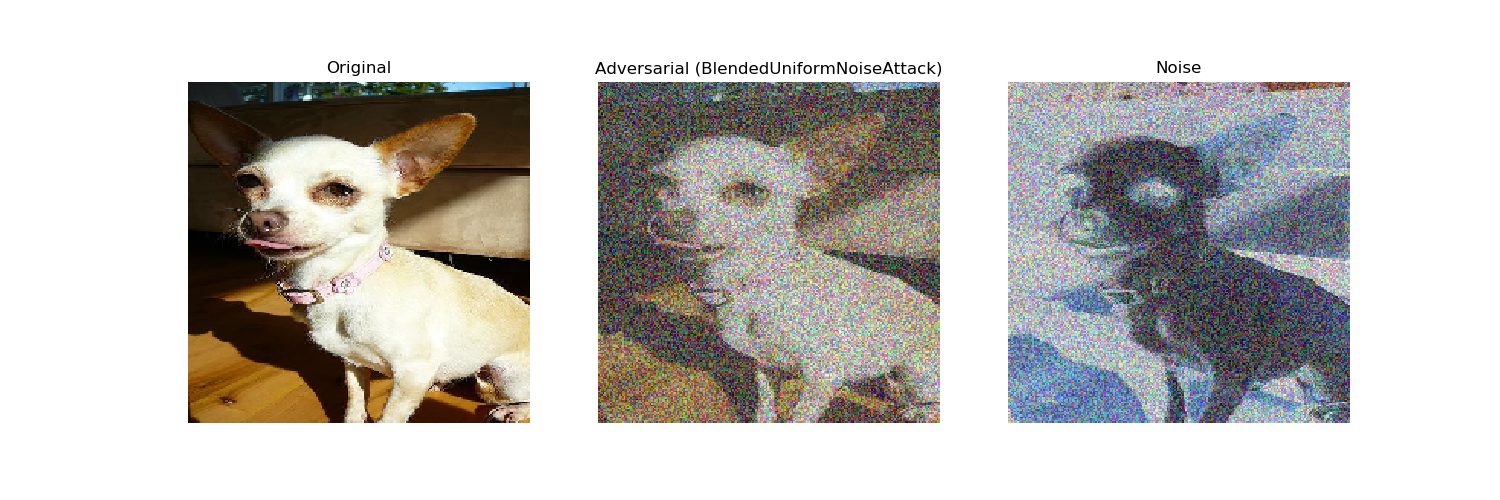 Original
Adversarial (BlendedUniformNoiseAttack)
Noise